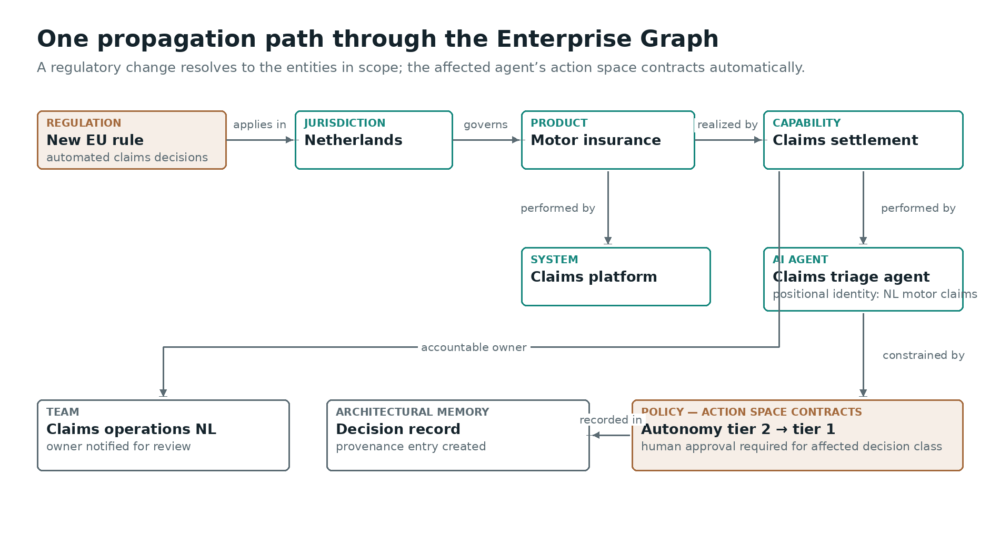 One propagation path through the Enterprise Graph
A regulatory change resolves to the entities in scope; the affected agent’s action space contracts automatically.
REGULATION
New EU rule
automated claims decisions
applies in
JURISDICTION
Netherlands
governs
PRODUCT
Motor insurance
realized by
CAPABILITY
Claims settlement
performed by
performed by
SYSTEM
Claims platform
AI AGENT
Claims triage agent
positional identity: NL motor claims
accountable owner
constrained by
TEAM
Claims operations NL
owner notified for review
ARCHITECTURAL MEMORY
Decision record
provenance entry created
recorded in
POLICY — ACTION SPACE CONTRACTS
Autonomy tier 2 → tier 1
human approval required for affected decision class